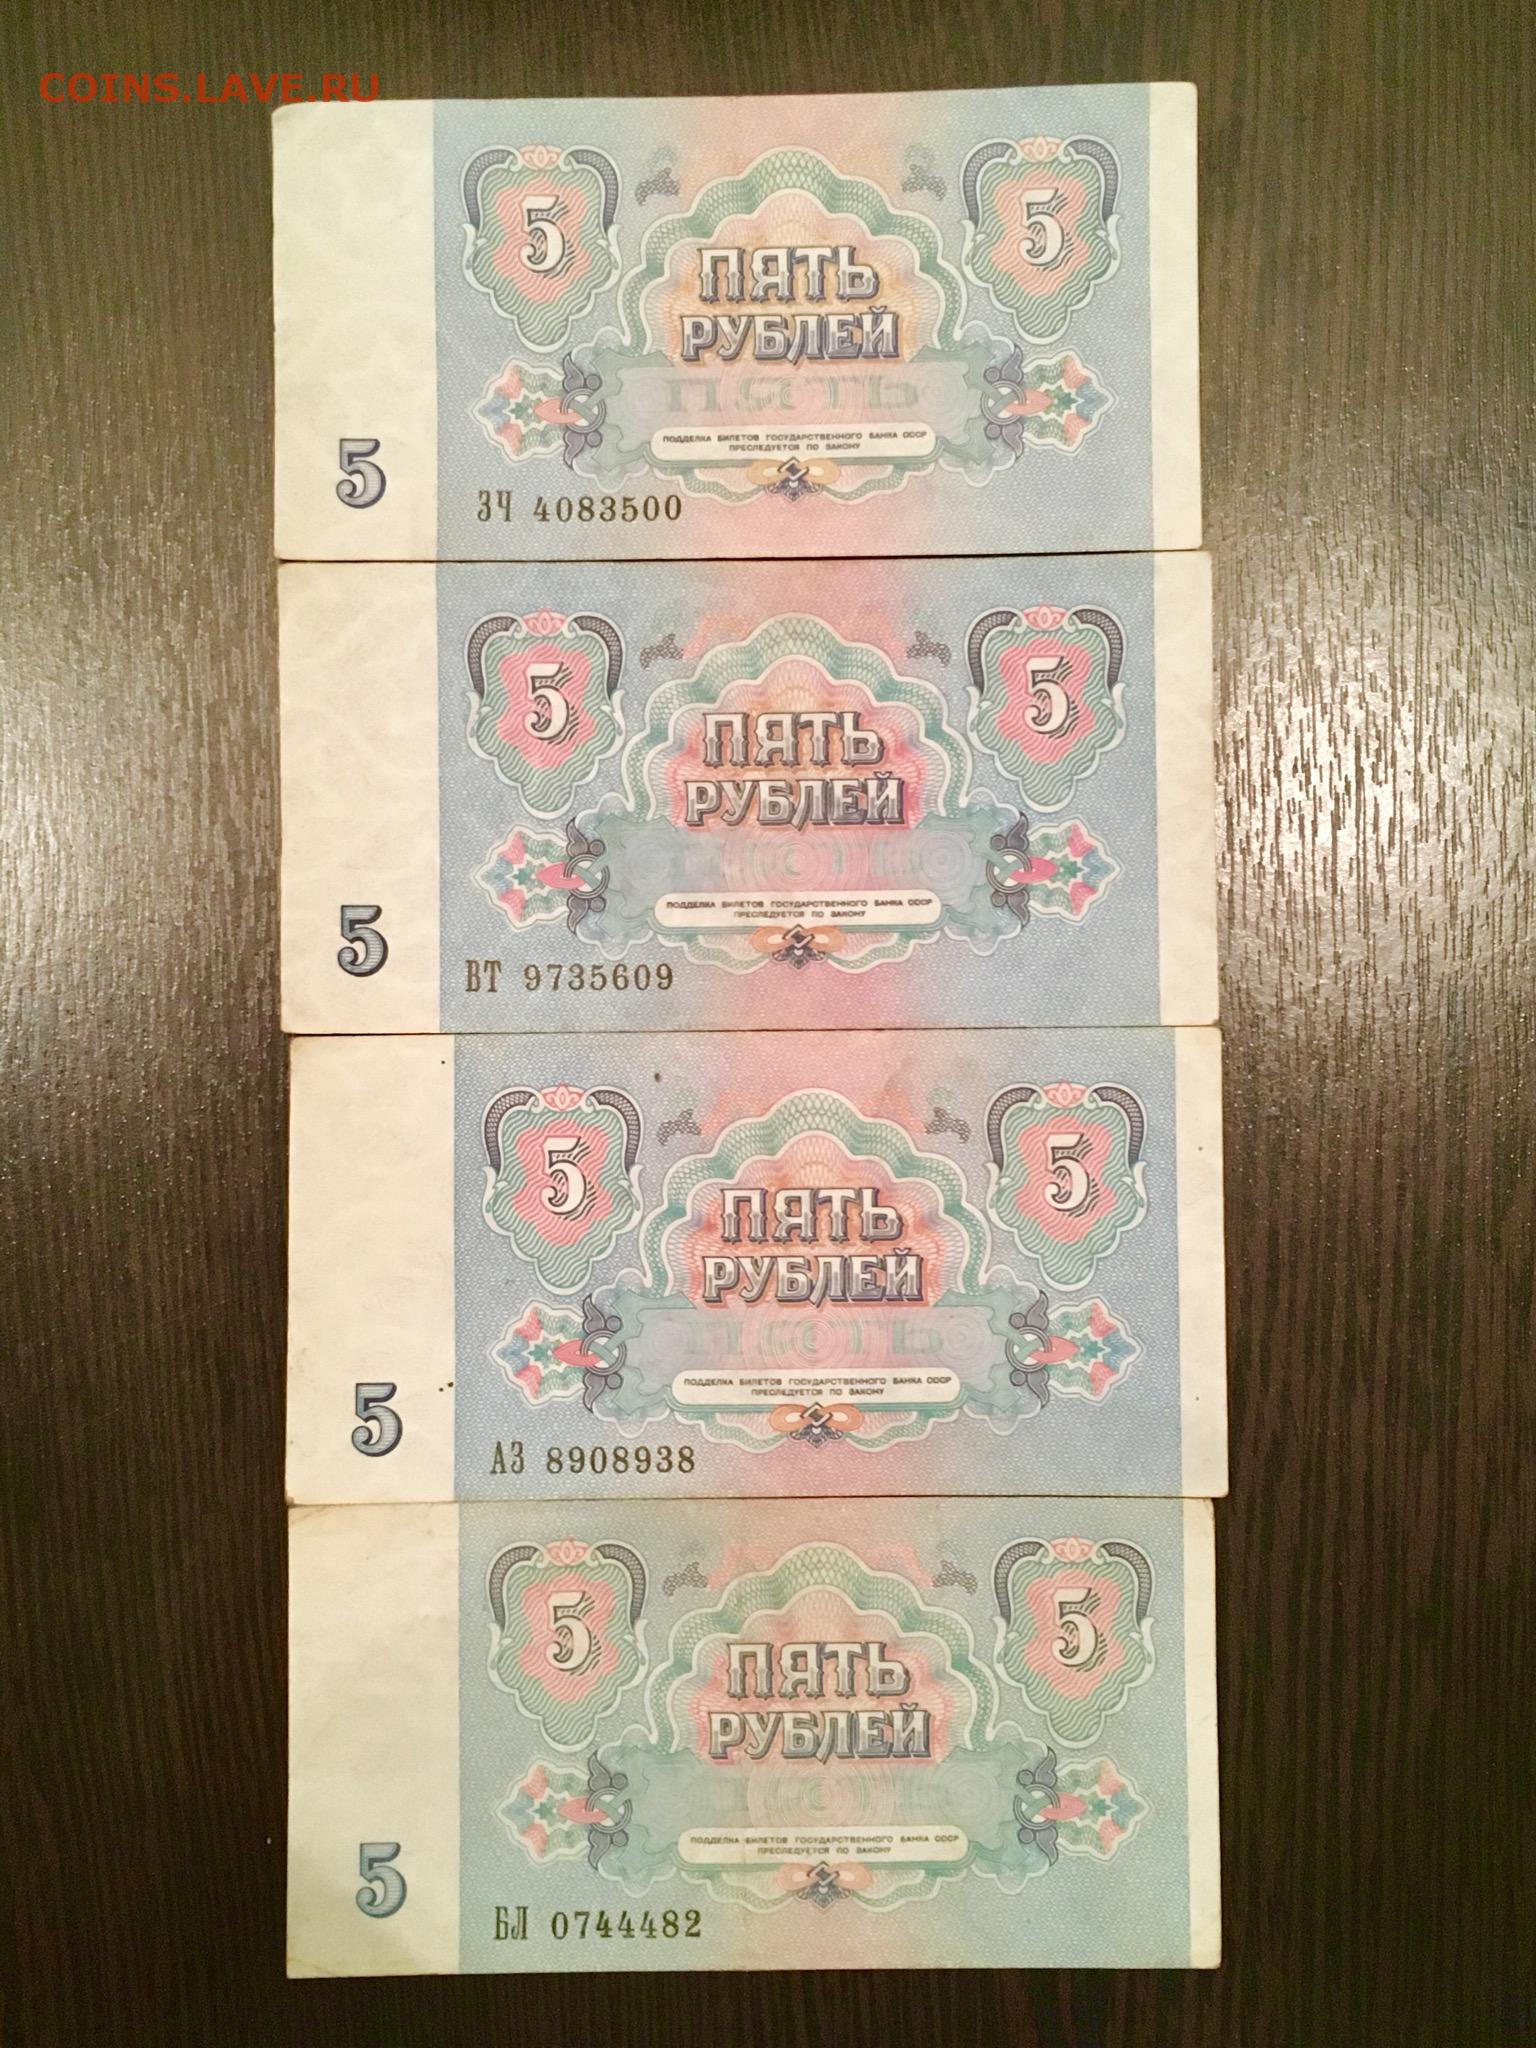 COINS.LAVE.RU
5
5
ПЯТЬ
РУБЛЕЙ
ПЯТЬ
ПОДДЕЛКА БИЛЕТОВ ГОСУДАРСТВЕННОГО БАНКА СССР
ПРЕСЛЕДУЕТСЯ ПО ЗАКОНУ
5
ЗЧ 4083500
5
5
ПЯТЬ
РУБЛЕЙ
ПЯТЬ
ПОДДЕЛКА БИЛЕТОВ ГОСУДАРСТВЕННОГО БАНКА СССР
ПРЕСЛЕДУЕТСЯ ПО ЗАКОНУ
5
ВТ 9735609
5
5
ПЯТЬ
РУБЛЕЙ
ПЯТЬ
ПОДДЕЛКА БИЛЕТОВ ГОСУДАРСТВЕННОГО БАНКА СССР
ПРЕСЛЕДУЕТСЯ ПО ЗАКОНУ
5
АЗ 8908938
5
5
ПЯТЬ
РУБЛЕЙ
ПОДДЕЛКА БИЛЕТОВ ГОСУДАРСТВЕННОГО БАНКА СССР
ПРЕСЛЕДУЕТСЯ ПО ЗАКОНУ
5
БЛ 0744482